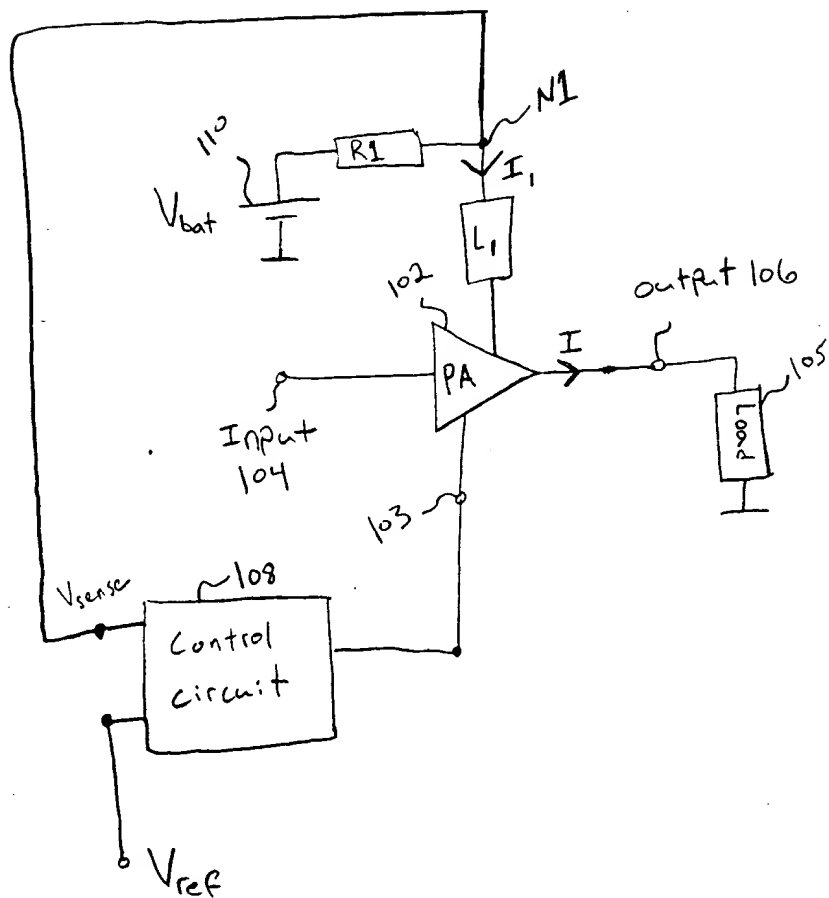 N1
110
R1
I1
Vbat
L1
102
Output 106
I
PA
105
Load
Input
104
103
108
Vsense
Control
circuit
Vref